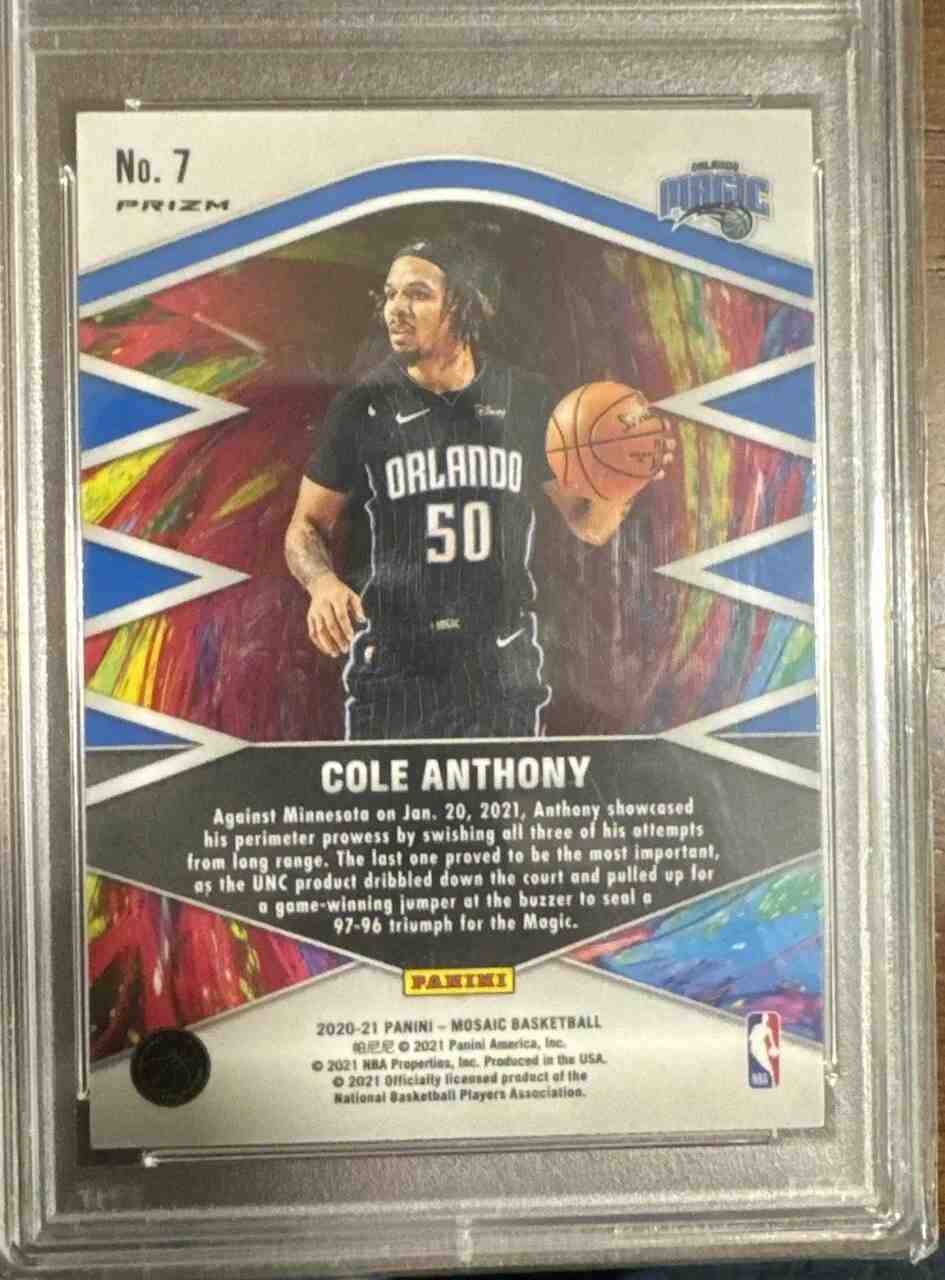 No. 7
PRIZM
ORLANDO
MAGIC
Disney
ORLANDO
50
MAGIC
COLE ANTHONY
Against Minnesota on Jan. 20, 2021, Anthony showcased
his perimeter prowess by swishing all three of his attempts
from long range. The last one proved to be the most important,
as the UNC product dribbled down the court and pulled up for
a game-winning jumper at the buzzer to seal a
97-96 triumph for the Magic.
PANINI
2020-21 PANINI – MOSAIC BASKETBALL
帕尼尼 © 2021 Panini America, Inc.
© 2021 NBA Properties, Inc. Produced in the USA.
© 2021 Officially licensed product of the
National Basketball Players Association.
NBA